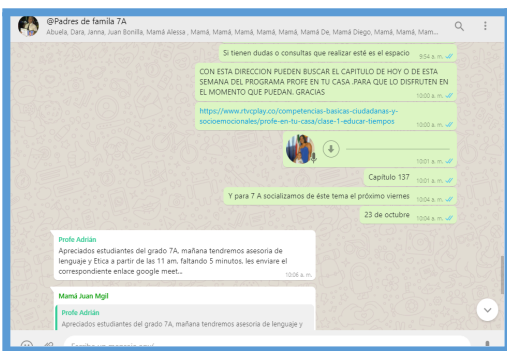 @Padres de famila 7A
Abuela, Dara, Janna, Juan Bonilla, Mamá Alessa , Mamá, Mamá, Mamá, Mamá, Mamá, Mamá De, Mamá Diego, Mamá, Mamá, Mam...
Si tienen dudas o consultas que realizar esté es el espacio
9:54 a. m.
CON ESTA DIRECCION PUEDEN BUSCAR EL CAPITULO DE HOY O DE ESTA
SEMANA DEL PROGRAMA PROFE EN TU CASA .PARA QUE LO DISFRUTEN EN
EL MOMENTO QUE PUEDAN. GRACIAS
10:00 a. m.
https://www.rtvcplay.co/competencias-basicas-ciudadanas-y-
socioemocionales/profe-en-tu-casa/clase-1-educar-tiempos
10:00 a. m.
10:01 a. m.
Capitulo 137
10:01 a. m.
Y para 7 A socializamos de éste tema el próximo viernes
10:04 a. m.
23 de octubre
10:04 a. m.
Profe Adrián
Apreciados estudiantes del grado 7A, mañana tendremos asesoria de
lenguaje y Etica a partir de las 11 am, faltando 5 minutos, les enviare el
correspondiente enlace google meet...
10:06 a. m.
Mamá Juan Mgil
Profe Adrián
Apreciados estudiantes del grado 7A, mañana tendremos asesoria de lenguaje y